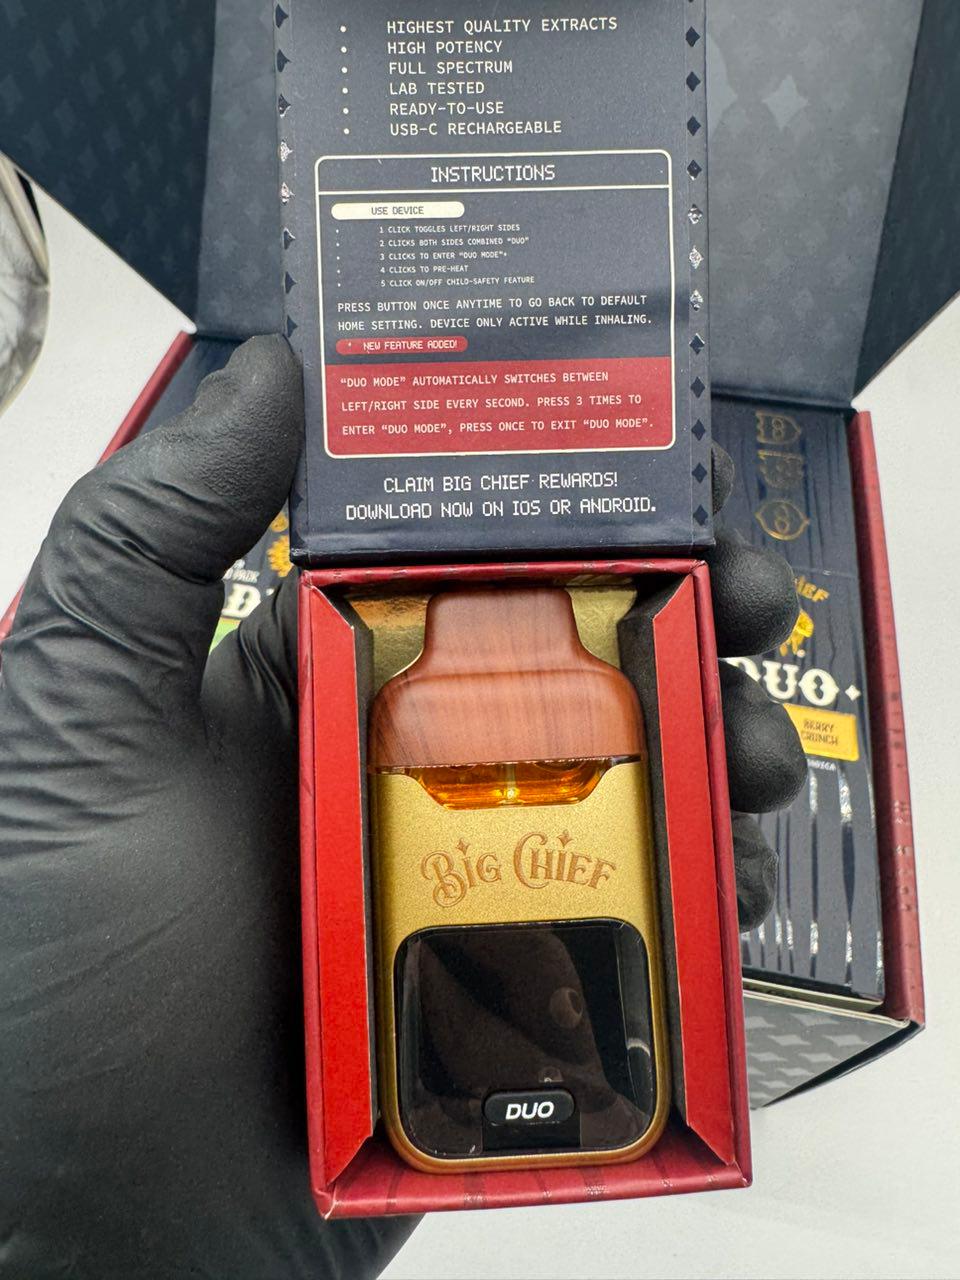 • HIGHEST QUALITY EXTRACTS
• HIGH POTENCY
• FULL SPECTRUM
• LAB TESTED
• READY-TO-USE
• USB-C RECHARGEABLE
INSTRUCTIONS
USE DEVICE
• 1 CLICK TOGGLES LEFT/RIGHT SIDES
• 2 CLICKS BOTH SIDES COMBINED "DUO"
• 3 CLICKS TO ENTER "DUO MODE"*
• 4 CLICKS TO PRE-HEAT
• 5 CLICK ON/OFF CHILD-SAFETY FEATURE
PRESS BUTTON ONCE ANYTIME TO GO BACK TO DEFAULT
HOME SETTING. DEVICE ONLY ACTIVE WHILE INHALING.
* NEW FEATURE ADDED!
"DUO MODE" AUTOMATICALLY SWITCHES BETWEEN
LEFT/RIGHT SIDE EVERY SECOND. PRESS 3 TIMES TO
ENTER "DUO MODE", PRESS ONCE TO EXIT "DUO MODE".
CLAIM BIG CHIEF REWARDS!
DOWNLOAD NOW ON IOS OR ANDROID.
BIG CHIEF
DUO
DUO
BERRY
CRUNCH